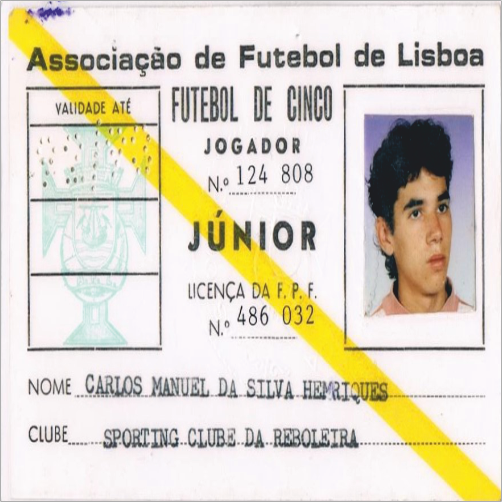 Associação de Futebol de Lisboa
VALIDADE ATÉ
FUTEBOL DE CINCO
JOGADOR
N.º 124 808
JÚNIOR
LICENÇA DA F. P. F.
N.º 486 032
NOME CARLOS MANUEL DA SILVA HENRIQUES
CLUBE SPORTING CLUBE DA REBOLEIRA